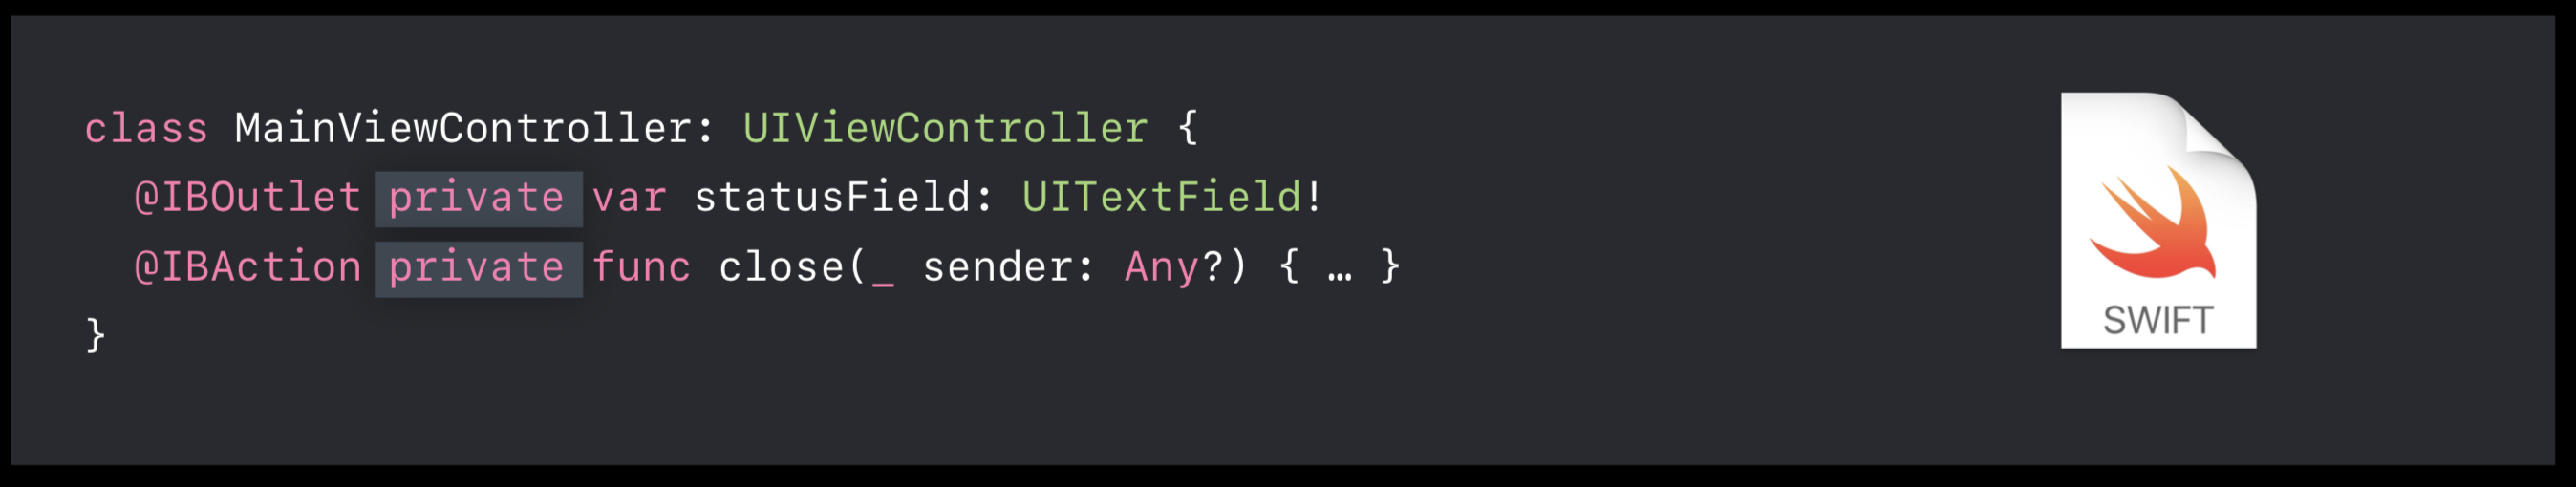 class MainViewController: UIViewController {
@IBOutlet private var statusField: UITextField!
@IBAction private func close(_ sender: Any?) { … }
}
SWIFT